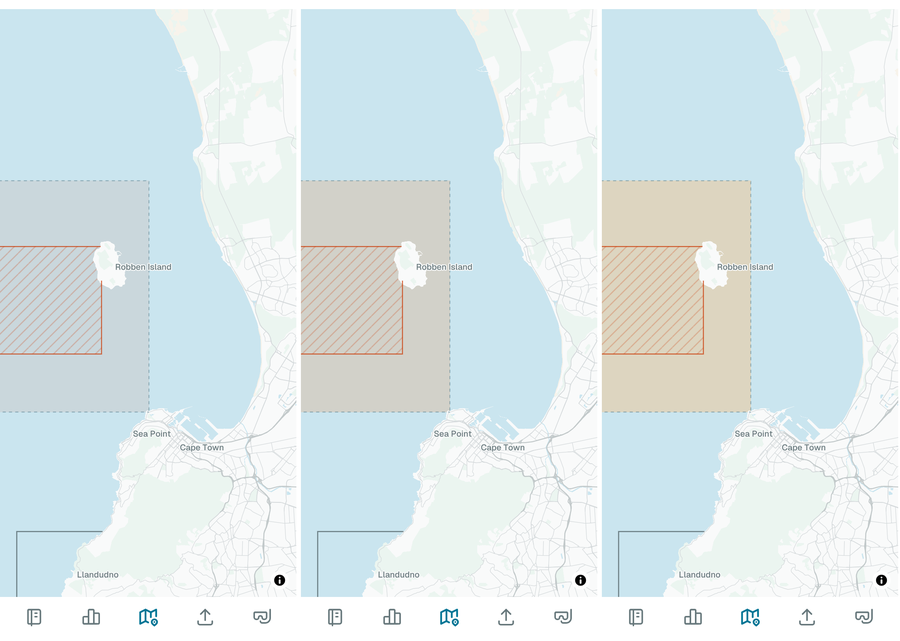 Robben Island
Sea Point
Cape Town
Llandudno
Robben Island
Sea Point
Cape Town
Llandudno
Robben Island
Sea Point
Cape Town
Llandudno